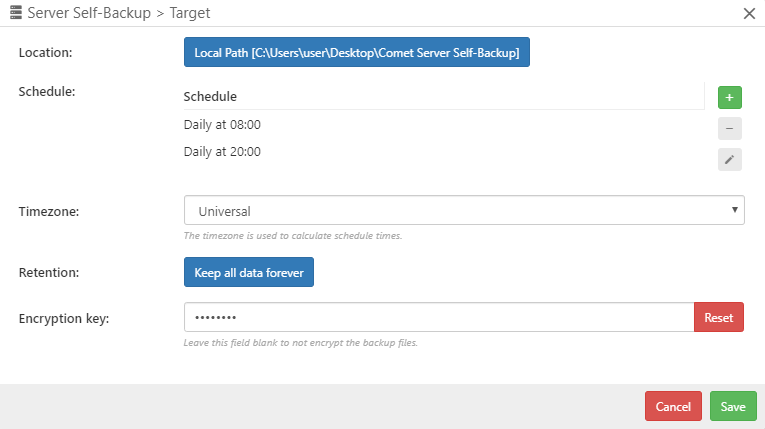 Server Self-Backup > Target
Location:
Local Path [C:\Users\user\Desktop\Comet Server Self-Backup]
Schedule:
Schedule
Daily at 08:00
Daily at 20:00
Timezone:
Universal
The timezone is used to calculate schedule times.
Retention:
Keep all data forever
Encryption key:
••••••••
Reset
Leave this field blank to not encrypt the backup files.
Cancel
Save